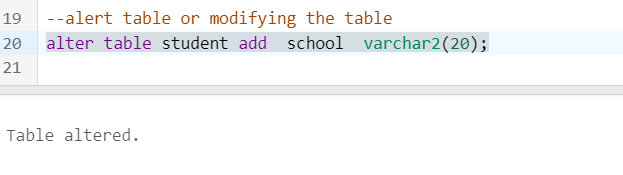 19 --alert table or modifying the table
20 alter table student add  school  varchar2(20);
21
Table altered.